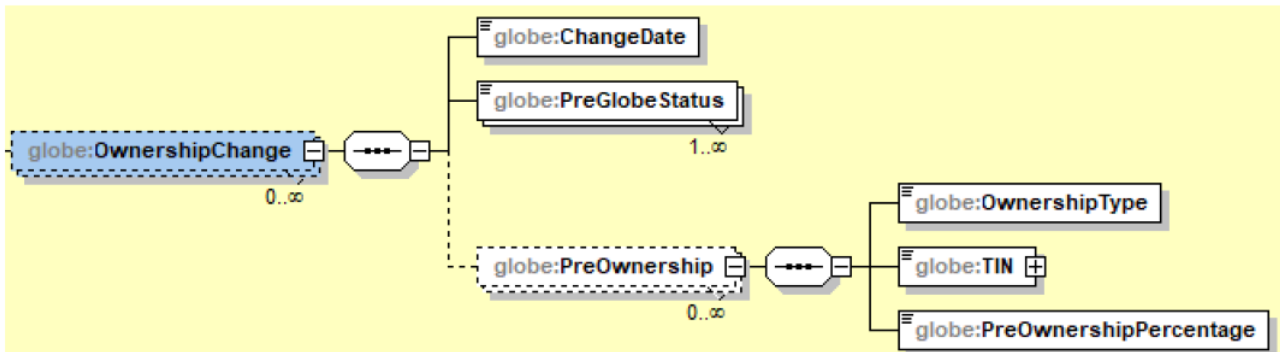 globe:ChangeDate
globe:PreGlobeStatus
1..∞
globe:OwnershipChange
0..∞
globe:OwnershipType
globe:PreOwnership
0..∞
globe:TIN
globe:PreOwnershipPercentage